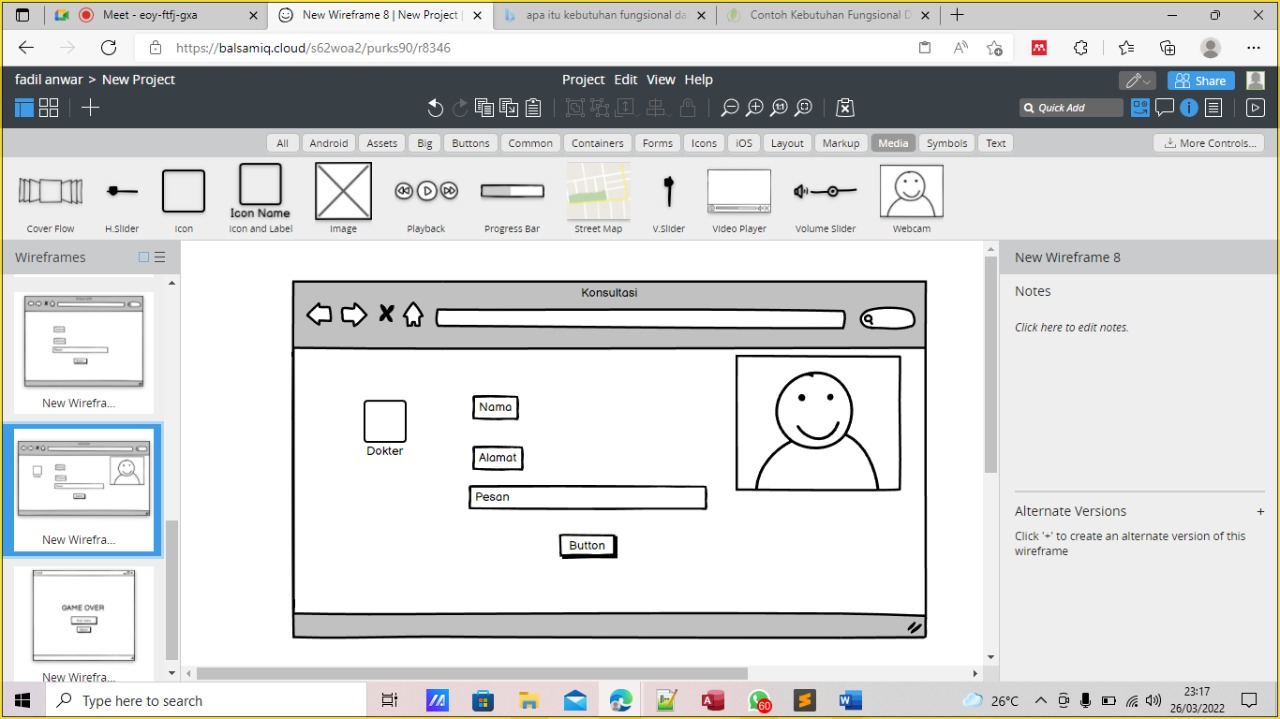 Meet - eoy-ftfj-gxa
New Wireframe 8 | New Project |
apa itu kebutuhan fungsional da
Contoh Kebutuhan Fungsional D
https://balsamiq.cloud/s62woa2/purks90/r8346
fadil anwar > New Project
Project Edit View Help
Share
Quick Add
All Android Assets Big Buttons Common Containers Forms Icons iOS Layout Markup Media Symbols Text
More Controls...
Icon Name
Cover Flow H.Slider Icon Icon and Label Image Playback Progress Bar Street Map V.Slider Video Player Volume Slider Webcam
Wireframes
New Wirefra...
New Wirefra...
GAME OVER
New Wirefra...
Konsultasi
Dokter
Nama
Alamat
Pesan
Button
New Wireframe 8
Notes
Click here to edit notes.
Alternate Versions +
Click '+' to create an alternate version of this
wireframe
Type here to search
60
26°C
23:17
26/03/2022